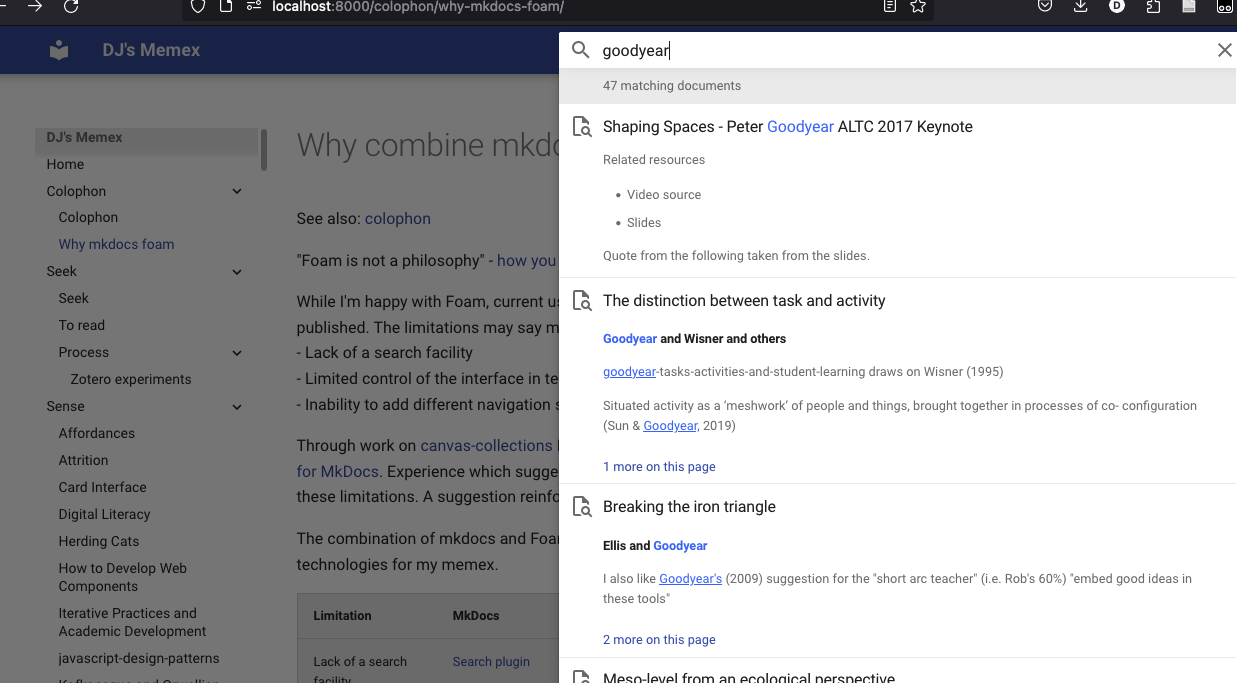 localhost:8000/colophon/why-mkdocs-foam/
D
DJ's Memex
goodyear
47 matching documents
DJ's Memex
Home
Colophon
Colophon
Why mkdocs foam
Seek
Seek
To read
Process
Zotero experiments
Sense
Affordances
Attrition
Card Interface
Digital Literacy
Herding Cats
How to Develop Web
Components
Iterative Practices and
Academic Development
javascript-design-patterns
Why combine mkdo
See also: colophon
"Foam is not a philosophy" - how you
While I'm happy with Foam, current us
published. The limitations may say m
- Lack of a search facility
- Limited control of the interface in te
- Inability to add different navigation s
Through work on canvas-collections
for MkDocs. Experience which sugge
these limitations. A suggestion reinfo
The combination of mkdocs and Foam
technologies for my memex.
Limitation MkDocs
Lack of a search Search plugin
facility
Shaping Spaces - Peter Goodyear ALTC 2017 Keynote
Related resources
• Video source
• Slides
Quote from the following taken from the slides.
The distinction between task and activity
Goodyear and Wisner and others
goodyear-tasks-activities-and-student-learning draws on Wisner (1995)
Situated activity as a ‘meshwork’ of people and things, brought together in processes of co- configuration
(Sun & Goodyear, 2019)
1 more on this page
Breaking the iron triangle
Ellis and Goodyear
I also like Goodyear's (2009) suggestion for the "short arc teacher" (i.e. Rob's 60%) "embed good ideas in
these tools"
2 more on this page
Meso-level from an ecological perspective